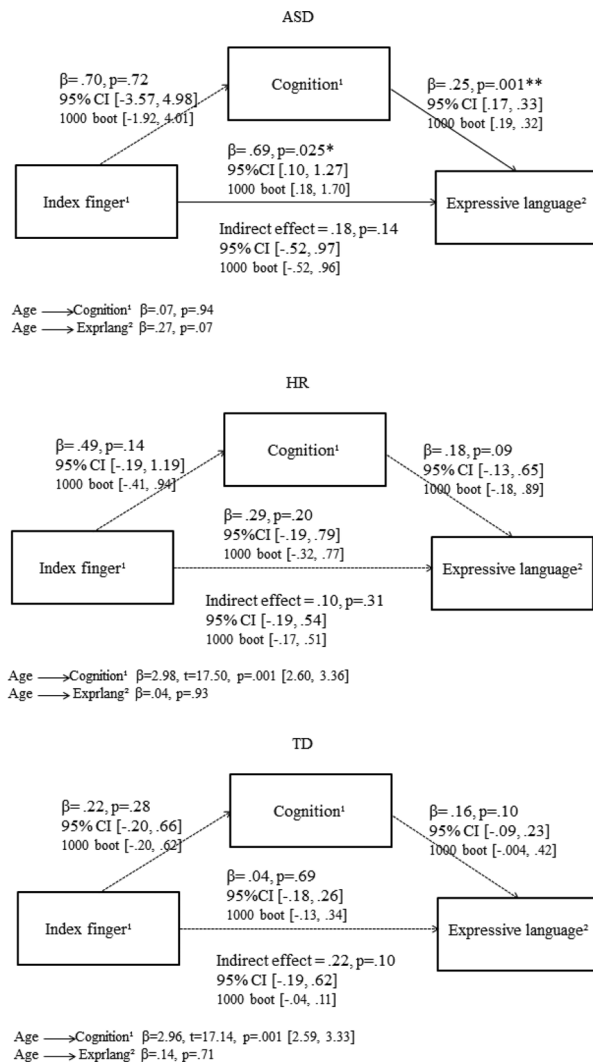 ASD
β= .70, p=.72
95% CI [-3.57, 4.98]
1000 boot [-1.92, 4.01]
Cognition¹
β= .25, p=.001**
95% CI [.17, .33]
1000 boot [.19, .32]
β= .69, p=.025*
95%CI [.10, 1.27]
1000 boot [.18, 1.70]
Index finger¹
Expressive language²
Indirect effect = .18, p=.14
95% CI [-.52, .97]
1000 boot [-.52, .96]
Age ⟶Cognition¹ β=.07, p=.94
Age ⟶ Exprlang² β=.27, p=.07
HR
β= .49, p=.14
95% CI [-.19, 1.19]
1000 boot [-.41, .94]
Cognition¹
β= .18, p=.09
95% CI [-.13, .65]
1000 boot [-.18, .89]
β= .29, p=.20
95%CI [-.19, .79]
1000 boot [-.32, .77]
Index finger¹
Expressive language²
Indirect effect = .10, p=.31
95% CI [-.19, .54]
1000 boot [-.17, .51]
Age ⟶Cognition¹ β=2.98, t=17.50, p=.001 [2.60, 3.36]
Age ⟶ Exprlang² β=.04, p=.93
TD
β= .22, p=.28
95% CI [-.20, .66]
1000 boot [-.20, .62]
Cognition¹
β= .16, p=.10
95% CI [-.09, .23]
1000 boot [-.004, .42]
β= .04, p=.69
95%CI [-.18, .26]
1000 boot [-.13, .34]
Index finger¹
Expressive language²
Indirect effect = .22, p=.10
95% CI [-.19, .62]
1000 boot [-.04, .11]
Age ⟶Cognition¹ β=2.96, t=17.14, p=.001 [2.59, 3.33]
Age ⟶ Exprlang² β=.14, p=.71